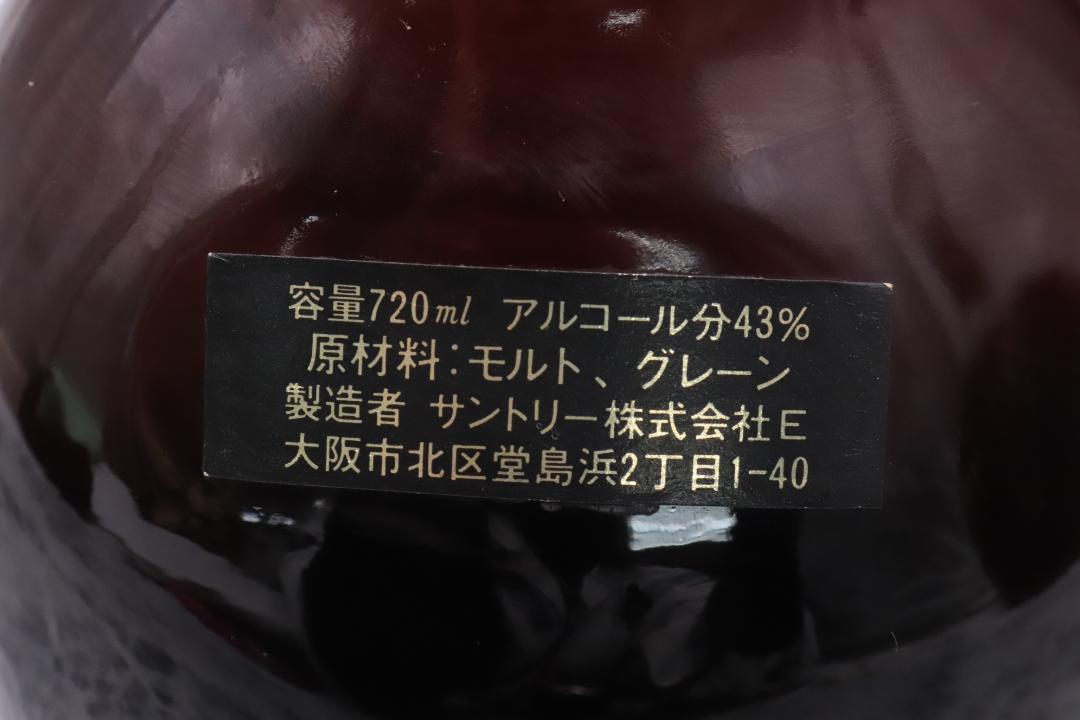 容量720ml アルコール分43%
原材料:モルト、グレーン
製造者 サントリー株式会社E
大阪市北区堂島浜2丁目1-40